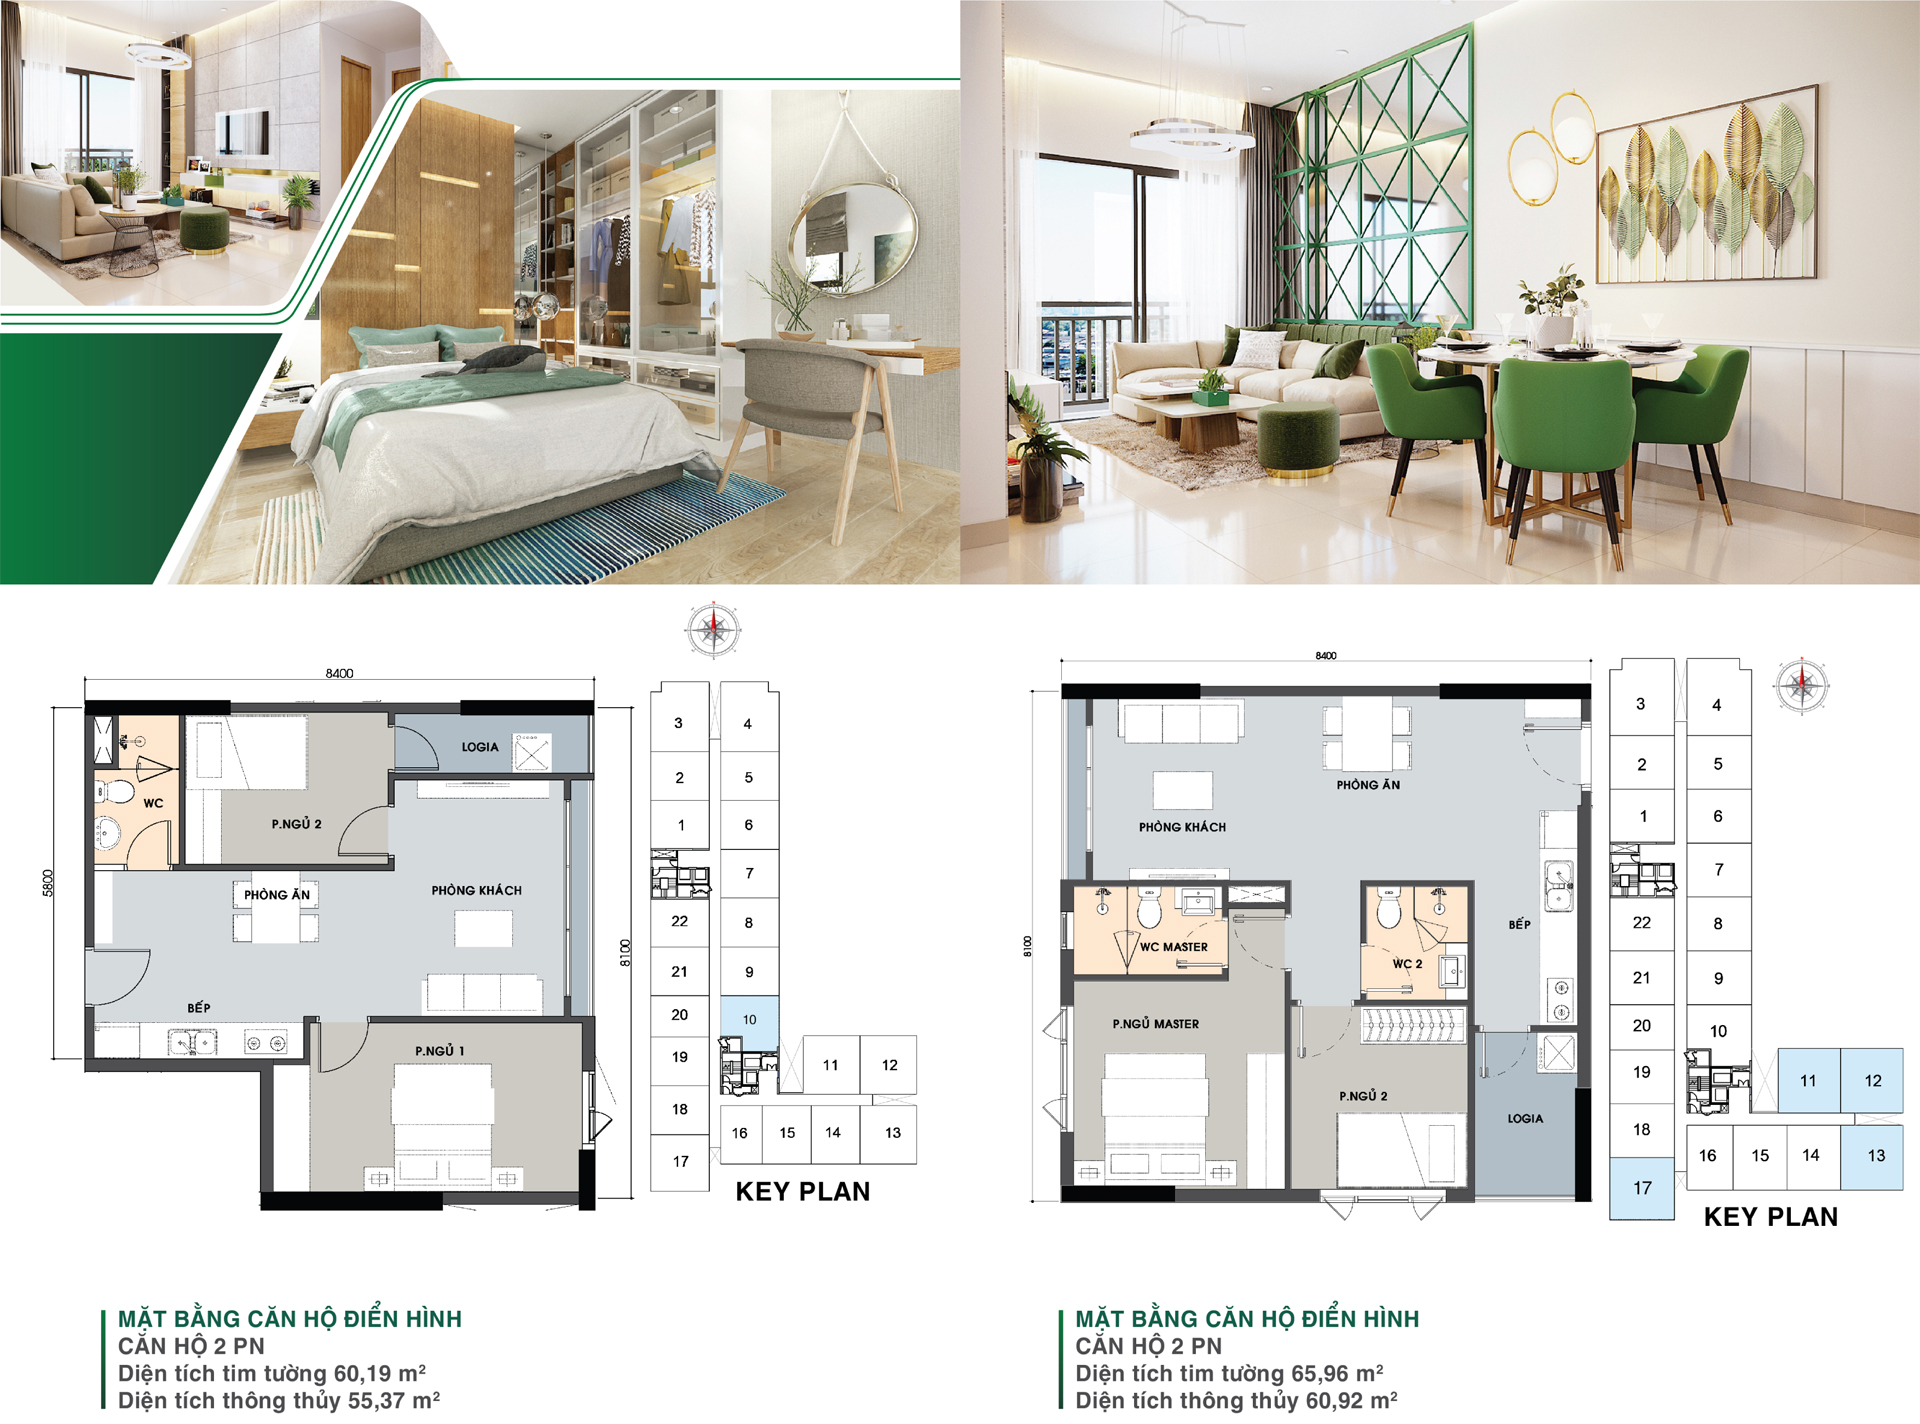 8400
5800
8100
LOGIA
WC
P.NGỦ 2
PHÒNG ĂN
PHÒNG KHÁCH
BẾP
P.NGỦ 1
3
4
2
5
1
6
7
22
8
21
9
20
10
19
11
12
18
16
15
14
13
17
KEY PLAN
MẶT BẰNG CĂN HỘ ĐIỂN HÌNH
CĂN HỘ 2 PN
Diện tích tim tường 60,19 m²
Diện tích thông thủy 55,37 m²
8400
8100
PHÒNG ĂN
PHÒNG KHÁCH
BẾP
WC MASTER
WC 2
P.NGỦ MASTER
P.NGỦ 2
LOGIA
3
4
2
5
1
6
7
22
8
21
9
20
10
19
11
12
18
16
15
14
13
17
KEY PLAN
MẶT BẰNG CĂN HỘ ĐIỂN HÌNH
CĂN HỘ 2 PN
Diện tích tim tường 65,96 m²
Diện tích thông thủy 60,92 m²